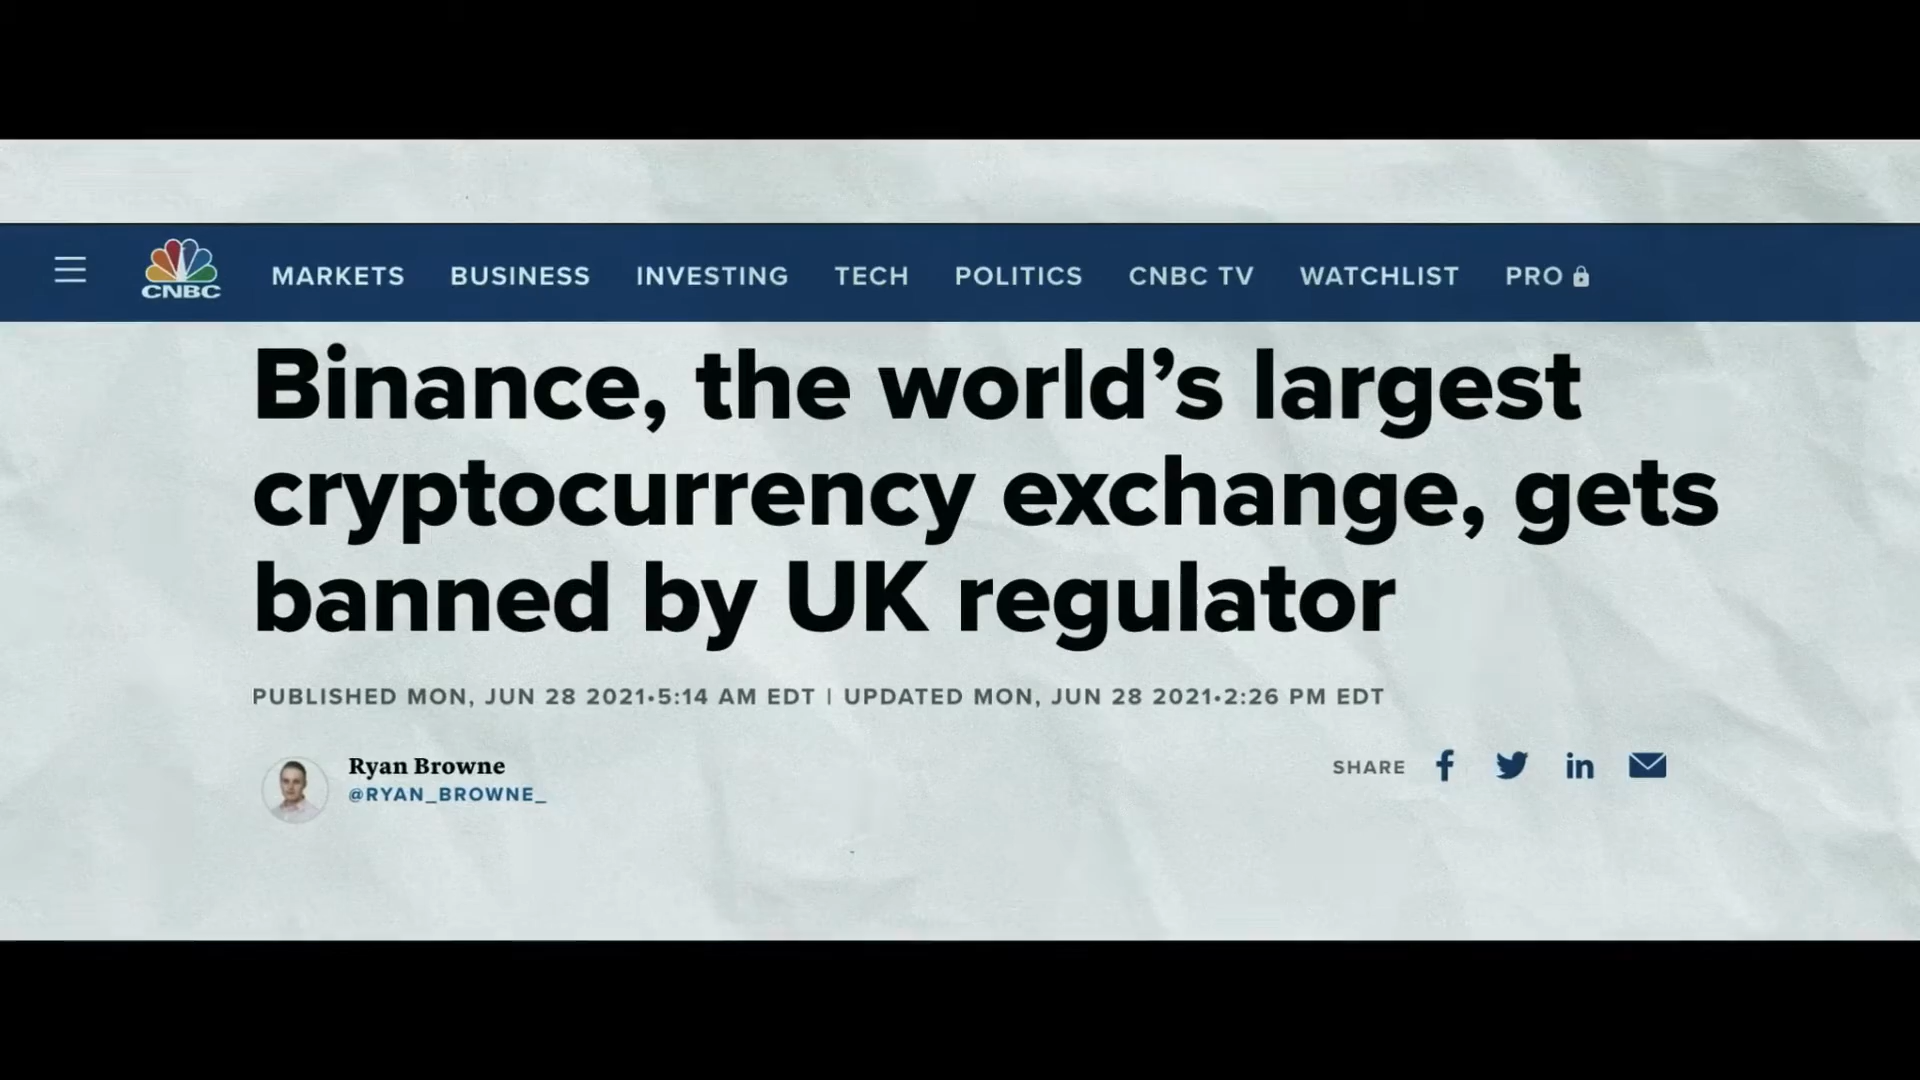 CNBC MARKETS BUSINESS INVESTING TECH POLITICS CNBC TV WATCHLIST PRO
Binance, the world’s largest
cryptocurrency exchange, gets
banned by UK regulator
PUBLISHED MON, JUN 28 2021•5:14 AM EDT | UPDATED MON, JUN 28 2021•2:26 PM EDT
Ryan Browne
@RYAN_BROWNE_
SHARE f in